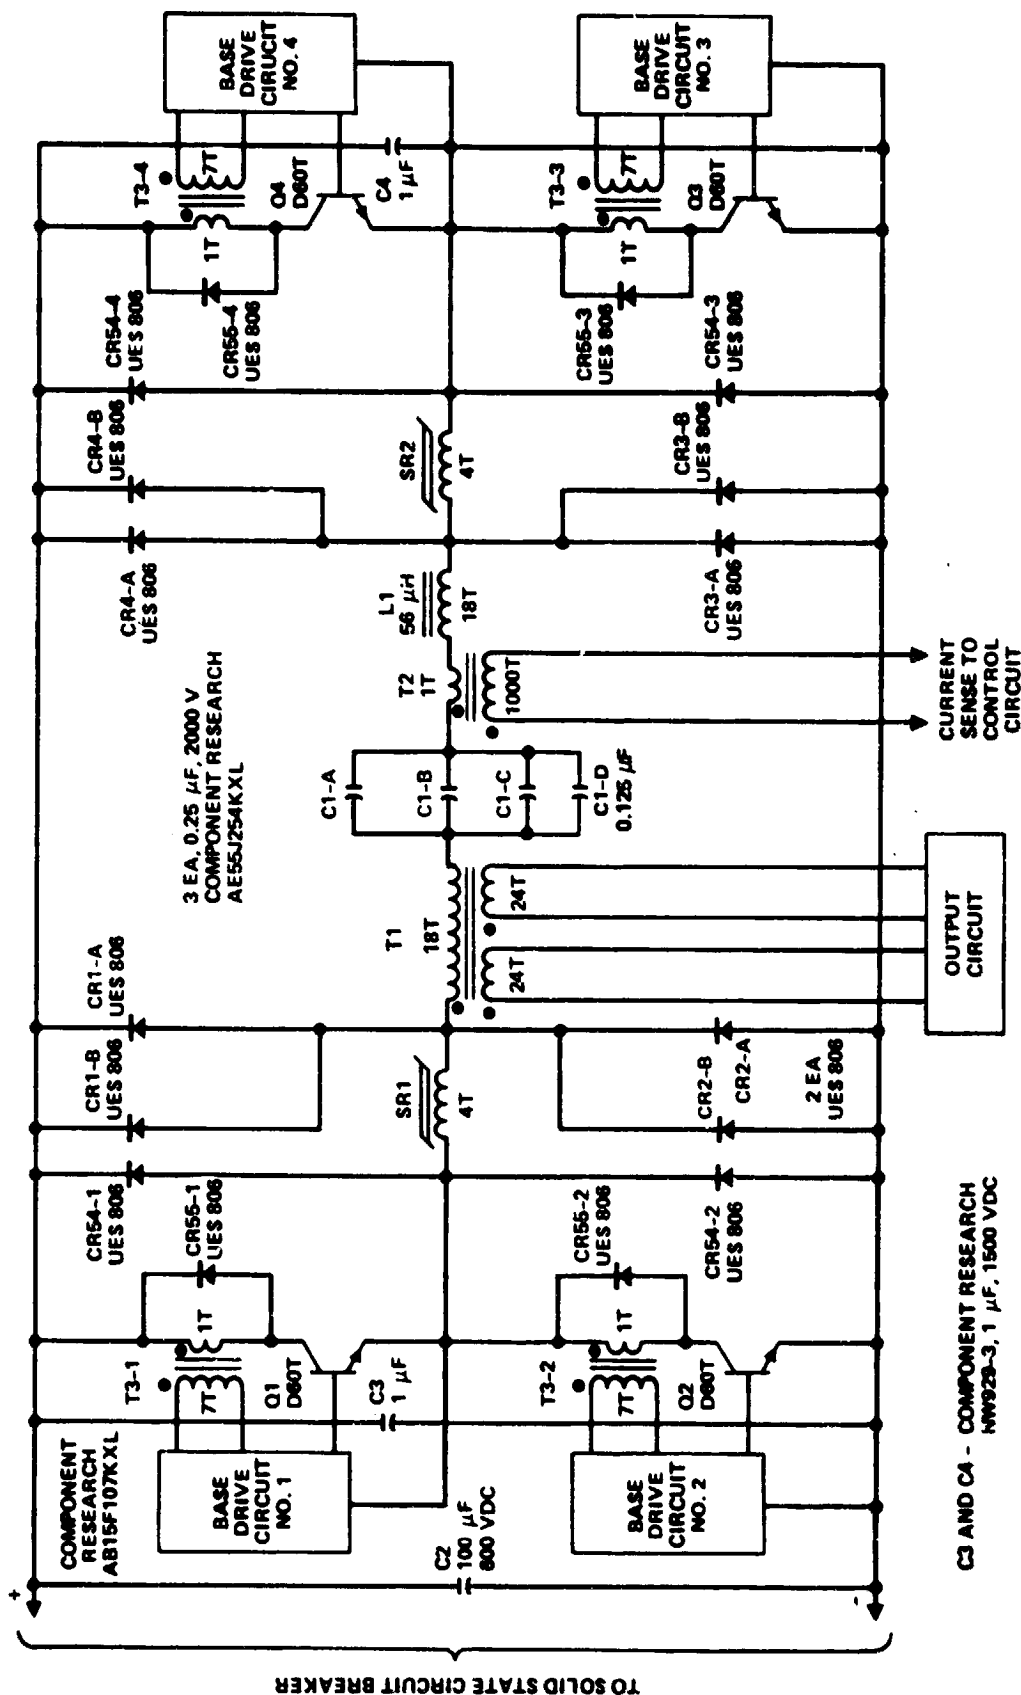 TO SOLID STATE CIRCUIT BREAKER
+
-
COMPONENT
RESEARCH
AB15F107KXL
C2
100 µF
600 VDC
BASE
DRIVE
CIRCUIT
NO. 1
T3-1
7T
1T
Q1
D60T
C3
1 µF
CR55-1
UES 806
CR54-1
UES 806
CR1-B
UES 806
CR1-A
UES 806
BASE
DRIVE
CIRCUIT
NO. 2
T3-2
7T
1T
Q2
D60T
CR55-2
UES 806
CR54-2
UES 806
CR2-B
CR2-A
2 EA
UES 806
SR1
4T
T1
18T
24T
24T
OUTPUT
CIRCUIT
3 EA, 0.25 µF, 2000 V
COMPONENT RESEARCH
AE55J254KXL
C1-A
C1-B
C1-C
C1-D
0.125 µF
T2
1T
1000T
CURRENT
SENSE TO
CONTROL
CIRCUIT
L1
56 µH
18T
SR2
4T
CR4-A
UES 806
CR4-B
UES 806
CR54-4
UES 806
CR55-4
UES 806
T3-4
7T
1T
Q4
D60T
C4
1 µF
BASE
DRIVE
CIRUCIT
NO. 4
CR3-A
UES 806
CR3-B
UES 806
CR54-3
UES 806
CR55-3
UES 806
T3-3
7T
1T
Q3
D60T
BASE
DRIVE
CIRCUIT
NO. 3
C3 AND C4 - COMPONENT RESEARCH
1 µF, 1500 VDC